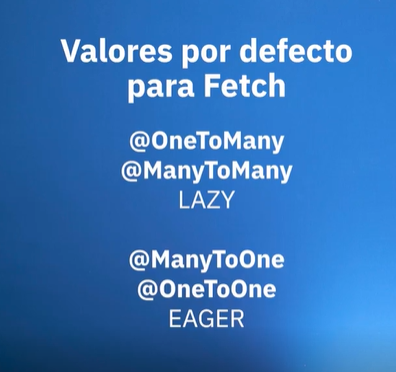 Valores por defecto
para Fetch
@OneToMany
@ManyToMany
LAZY
@ManyToOne
@OneToOne
EAGER